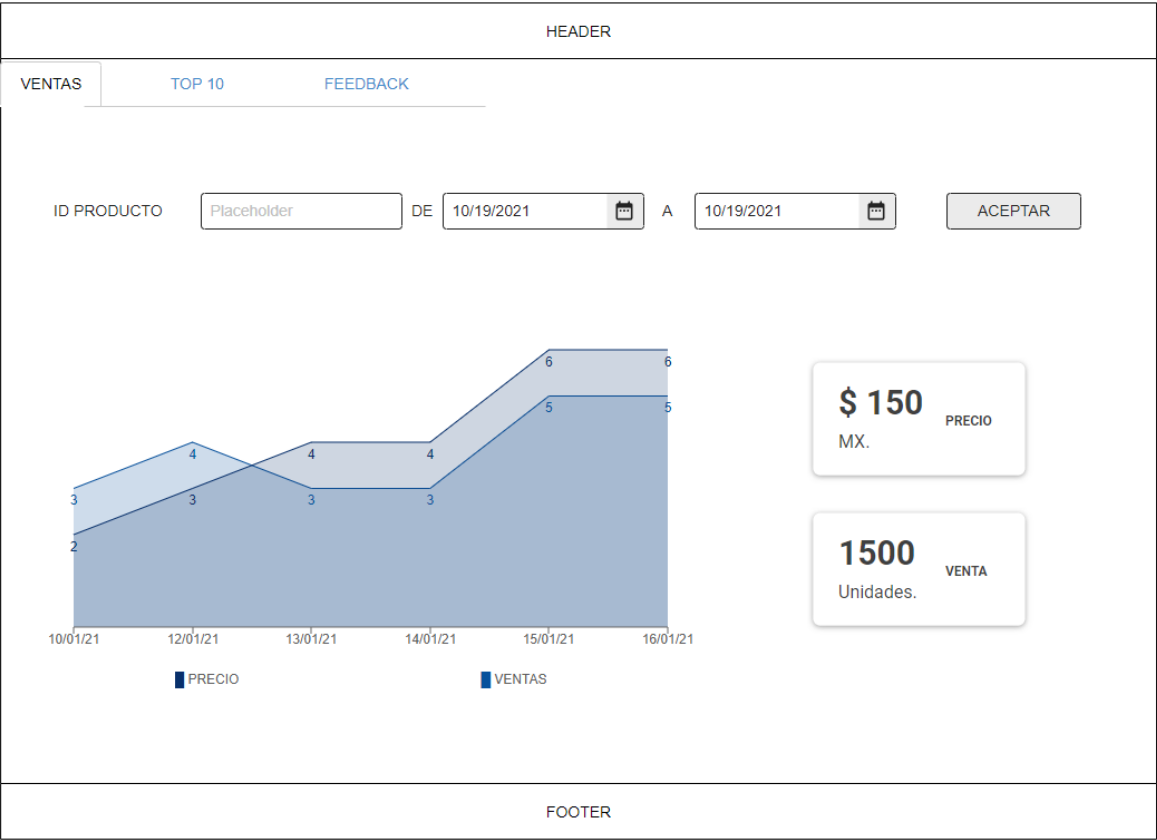 HEADER
VENTAS TOP 10 FEEDBACK
ID PRODUCTO Placeholder DE 10/19/2021 A 10/19/2021 ACEPTAR
6 6
5 5
4 4 4
3 3 3 3
2
10/01/21 12/01/21 13/01/21 14/01/21 15/01/21 16/01/21
PRECIO VENTAS
$ 150 PRECIO
MX.
1500 VENTA
Unidades.
FOOTER